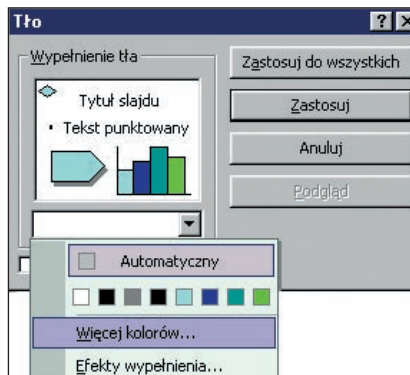 Tło
Wypełnienie tła
Tytuł slajdu
• Tekst punktowany
Zastosuj do wszystkich
Zastosuj
Anuluj
Podgląd
Automatyczny
Więcej kolorów...
Efekty wypełnienia...